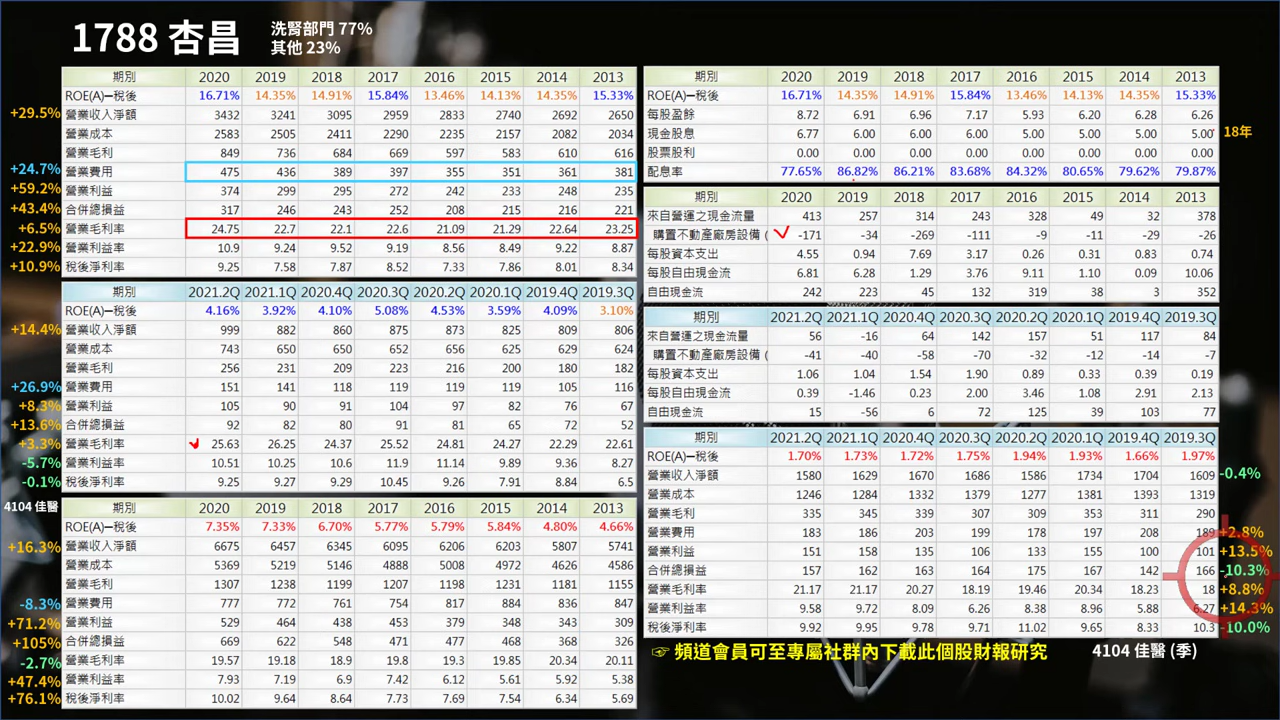 1788 杏昌
洗腎部門 77%
其他 23%
期別 2020 2019 2018 2017 2016 2015 2014 2013
ROE(A)─稅後 16.71% 14.35% 14.91% 15.84% 13.46% 14.13% 14.35% 15.33%
+29.5% 營業收入淨額 3432 3241 3095 2959 2833 2740 2692 2650
營業成本 2583 2505 2411 2290 2235 2157 2082 2034
營業毛利 849 736 684 669 597 583 610 616
+24.7% 營業費用 475 436 389 397 355 351 361 381
+59.2% 營業利益 374 299 295 272 242 233 248 235
+43.4% 合併總損益 317 246 243 252 208 215 216 221
+6.5% 營業毛利率 24.75 22.7 22.1 22.6 21.09 21.29 22.64 23.25
+22.9% 營業利益率 10.9 9.24 9.52 9.19 8.56 8.49 9.22 8.87
+10.9% 稅後淨利率 9.25 7.58 7.87 8.52 7.33 7.86 8.01 8.34
期別 2021.2Q 2021.1Q 2020.4Q 2020.3Q 2020.2Q 2020.1Q 2019.4Q 2019.3Q
ROE(A)─稅後 4.16% 3.92% 4.10% 5.08% 4.53% 3.59% 4.09% 3.10%
+14.4% 營業收入淨額 999 882 860 875 873 825 809 806
營業成本 743 650 650 652 656 625 629 624
營業毛利 256 231 209 223 216 200 180 182
+26.9% 營業費用 151 141 118 119 119 119 105 116
+8.3% 營業利益 105 90 91 104 97 82 76 67
+13.6% 合併總損益 92 82 80 91 81 65 72 52
+3.3% 營業毛利率 25.63 26.25 24.37 25.52 24.81 24.27 22.29 22.61
-5.7% 營業利益率 10.51 10.25 10.6 11.9 11.14 9.89 9.36 8.27
-0.1% 稅後淨利率 9.25 9.27 9.29 10.45 9.26 7.91 8.84 6.5
4104 佳醫 期別 2020 2019 2018 2017 2016 2015 2014 2013
ROE(A)─稅後 7.35% 7.33% 6.70% 5.77% 5.79% 5.84% 4.80% 4.66%
+16.3% 營業收入淨額 6675 6457 6345 6095 6206 6203 5807 5741
營業成本 5369 5219 5146 4888 5008 4972 4626 4586
營業毛利 1307 1238 1199 1207 1198 1231 1181 1155
-8.3% 營業費用 777 772 761 754 817 884 836 847
+71.2% 營業利益 529 464 438 453 379 348 343 309
+105% 合併總損益 669 622 548 471 477 468 368 326
-2.7% 營業毛利率 19.57 19.18 18.9 19.8 19.3 19.85 20.34 20.11
+47.4% 營業利益率 7.93 7.19 6.9 7.42 6.12 5.61 5.92 5.38
+76.1% 稅後淨利率 10.02 9.64 8.64 7.73 7.69 7.54 6.34 5.69
期別 2020 2019 2018 2017 2016 2015 2014 2013
ROE(A)─稅後 16.71% 14.35% 14.91% 15.84% 13.46% 14.13% 14.35% 15.33%
每股盈餘 8.72 6.91 6.96 7.17 5.93 6.20 6.28 6.26
現金股息 6.77 6.00 6.00 6.00 5.00 5.00 5.00 5.00 18年
股票股利 0.00 0.00 0.00 0.00 0.00 0.00 0.00 0.00
配息率 77.65% 86.82% 86.21% 83.68% 84.32% 80.65% 79.62% 79.87%
期別 2020 2019 2018 2017 2016 2015 2014 2013
來自營運之現金流量 413 257 314 243 328 49 32 378
購置不動產廠房設備 ( -171 -34 -269 -111 -9 -11 -29 -26
每股資本支出 4.55 0.94 7.69 3.17 0.26 0.31 0.83 0.74
每股自由現金流 6.81 6.28 1.29 3.76 9.11 1.10 0.09 10.06
自由現金流 242 223 45 132 319 38 3 352
期別 2021.2Q 2021.1Q 2020.4Q 2020.3Q 2020.2Q 2020.1Q 2019.4Q 2019.3Q
來自營運之現金流量 56 -16 64 142 157 51 117 84
購置不動產廠房設備 ( -41 -40 -58 -70 -32 -12 -14 -7
每股資本支出 1.06 1.04 1.54 1.90 0.89 0.33 0.39 0.19
每股自由現金流 0.39 -1.46 0.23 2.00 3.46 1.08 2.91 2.13
自由現金流 15 -56 6 72 125 39 103 77
期別 2021.2Q 2021.1Q 2020.4Q 2020.3Q 2020.2Q 2020.1Q 2019.4Q 2019.3Q
ROE(A)─稅後 1.70% 1.73% 1.72% 1.75% 1.94% 1.93% 1.66% 1.97%
營業收入淨額 1580 1629 1670 1686 1586 1734 1704 1609 -0.4%
營業成本 1246 1284 1332 1379 1277 1381 1393 1319
營業毛利 335 345 339 307 309 353 311 290
營業費用 183 186 203 199 178 197 208 189 +2.8%
營業利益 151 158 135 106 133 155 100 101 +13.5%
合併總損益 157 162 163 164 175 167 142 166 -10.3%
營業毛利率 21.17 21.17 20.27 18.19 19.46 20.34 18.23 18 +8.8%
營業利益率 9.58 9.72 8.09 6.26 8.38 8.96 5.88 6.27 +14.3%
稅後淨利率 9.92 9.95 9.78 9.71 11.02 9.65 8.33 10.3 -10.0%
☞ 頻道會員可至專屬社群內下載此個股財報研究
4104 佳醫 (季)